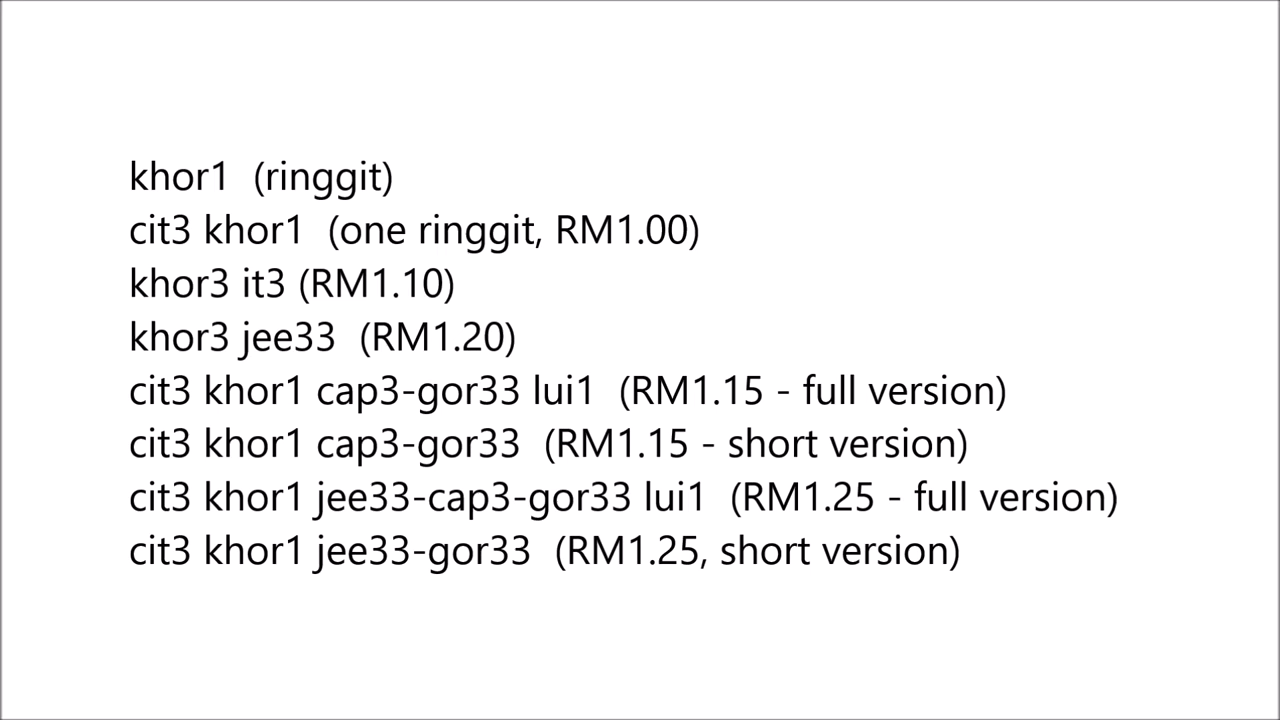 khor1  (ringgit)
cit3 khor1  (one ringgit, RM1.00)
khor3 it3 (RM1.10)
khor3 jee33  (RM1.20)
cit3 khor1 cap3-gor33 lui1  (RM1.15 - full version)
cit3 khor1 cap3-gor33  (RM1.15 - short version)
cit3 khor1 jee33-cap3-gor33 lui1  (RM1.25 - full version)
cit3 khor1 jee33-gor33  (RM1.25, short version)